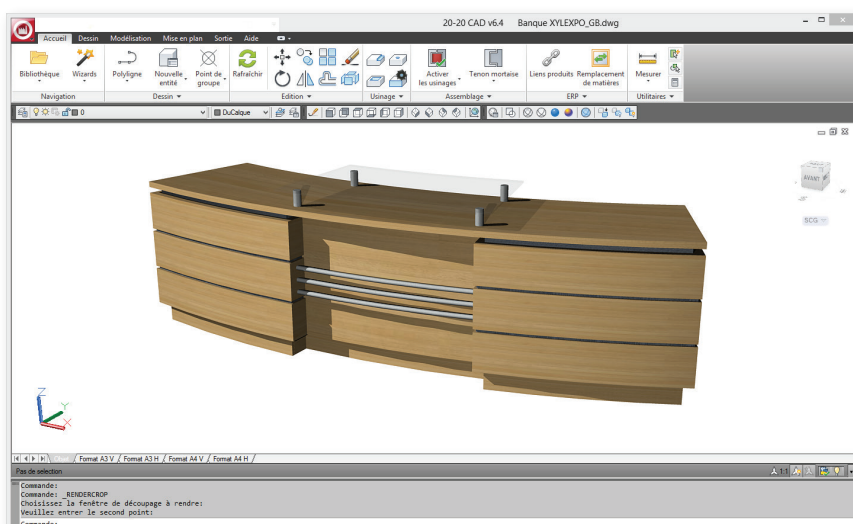 20-20 CAD v6.4 Banque XYLEXPO_GB.dwg
Accueil Dessin Modélisation Mise en plan Sortie Aide
Bibliothèque Wizards Polyligne Nouvelle entité Point de groupe Rafraîchir Activer les usinages Tenon mortaise Liens produits Remplacement de matières Mesurer
Navigation Dessin Edition Usinage Assemblage ERP Utilitaires
0 DuCalque
AVANT
SCG
Z
Y
X
Format A3 V Format A3 H Format A4 V Format A4 H
Pas de selection 1:1
Commande:
Commande: _RENDERCROP
Choisissez la fenêtre de découpage à rendre:
Veuillez entrer le second point:
Commande: